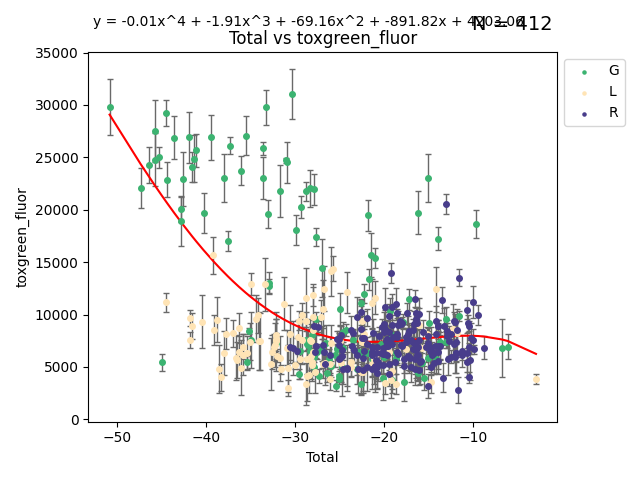 y = -0.01x^4 + -1.91x^3 + -69.16x^2 + -891.82x + 4203.06
N = 412
Total vs toxgreen_fluor
G
L
R
toxgreen_fluor
35000
30000
25000
20000
15000
10000
5000
0
−50
−40
−30
−20
−10
Total